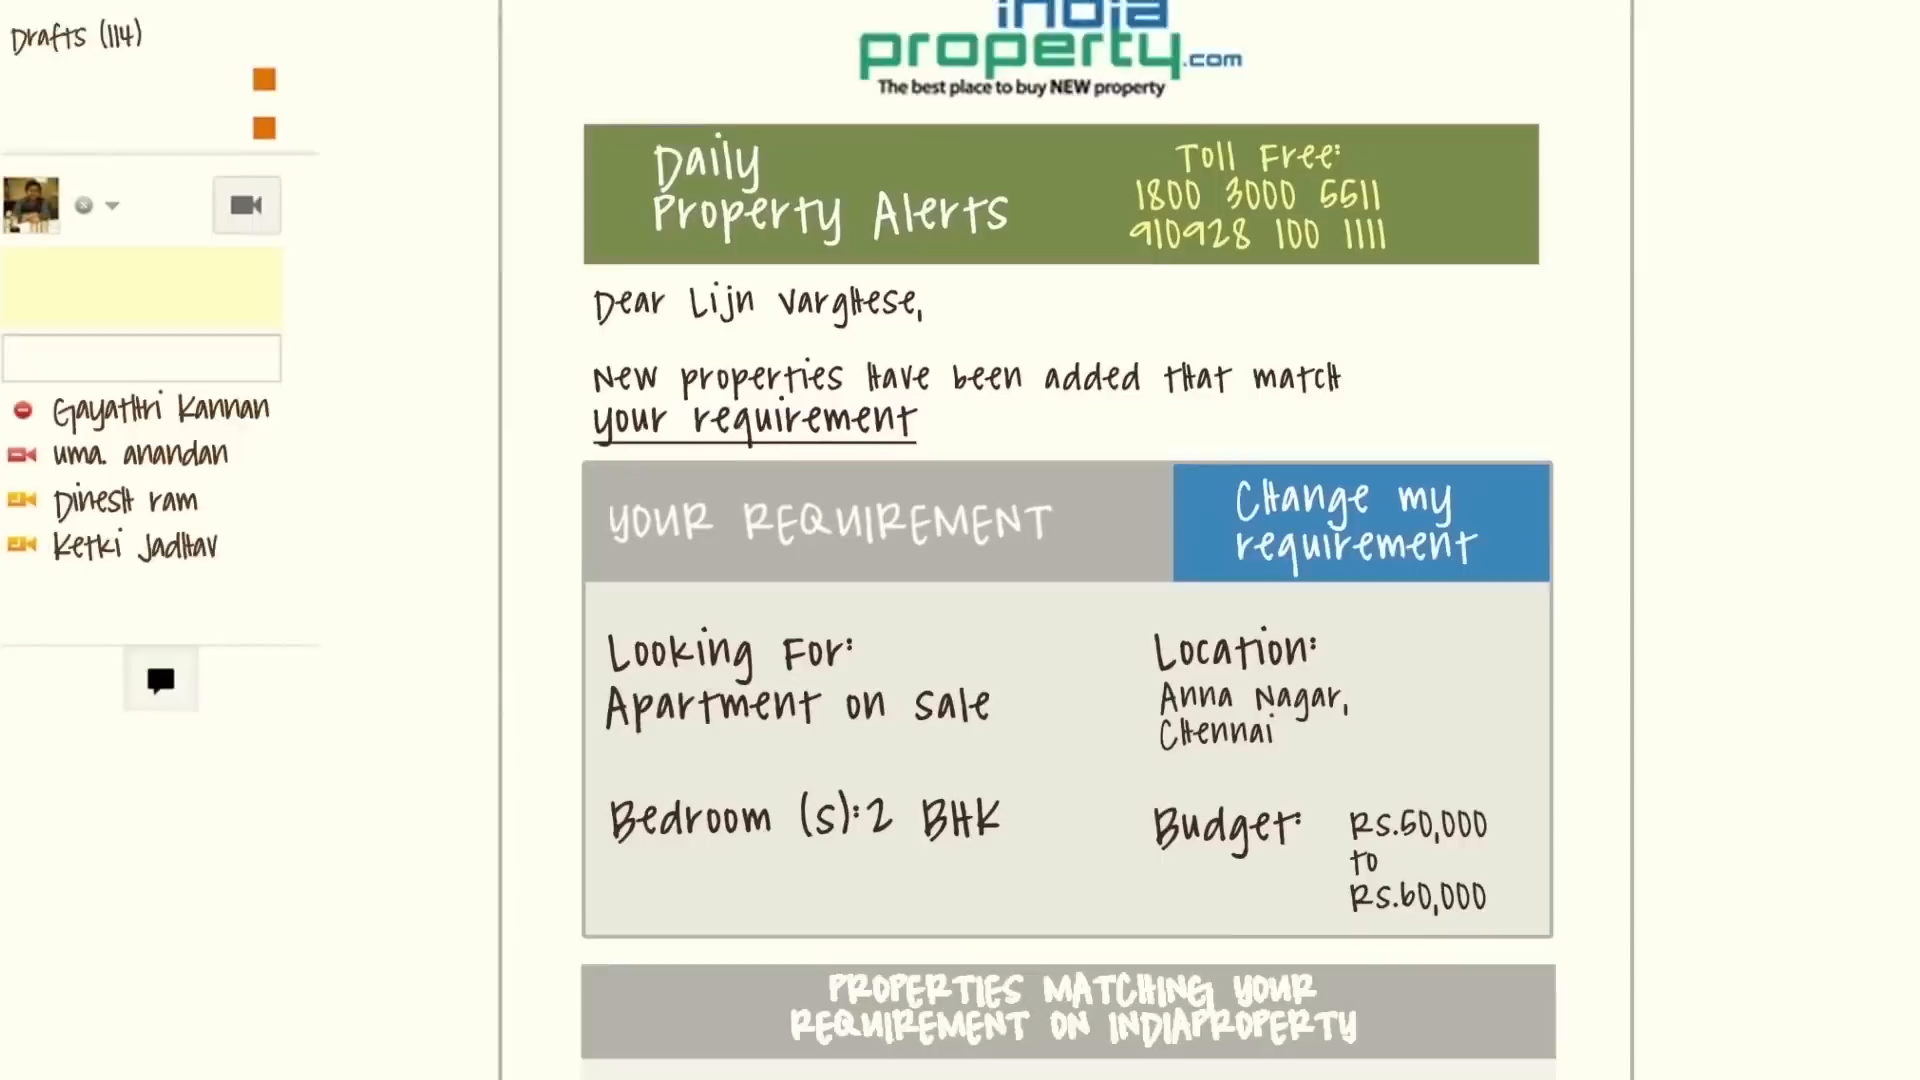 Drafts (114)
Gayathri Kannan
uma. anandan
Dinesh ram
Ketki Jadhav
india
property.com
The best place to buy NEW property
Daily
Property Alerts
Toll Free:
1800 3000 5511
910928 100 1111
Dear Lijn Varghese,
New properties have been added that match
your requirement
YOUR REQUIREMENT
Change my
requirement
Looking For:
Apartment on sale
Location:
Anna Nagar,
Chennai
Bedroom (s):2 BHK
Budget:
Rs.50,000
to
Rs.60,000
PROPERTIES MATCHING YOUR
REQUIREMENT ON INDIAPROPERTY